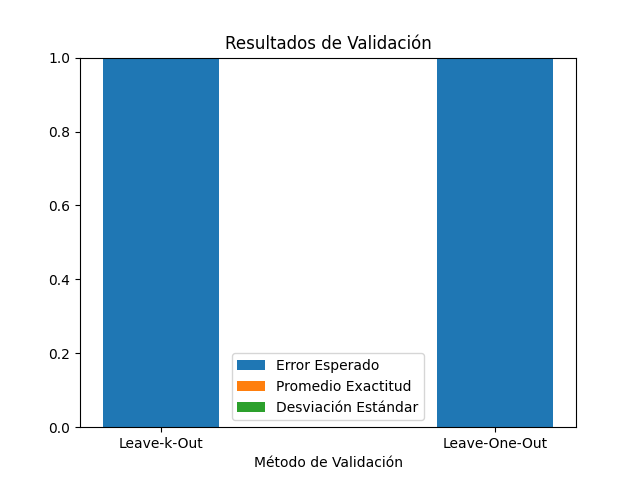 Resultados de Validación
1.0
0.8
0.6
0.4
0.2
0.0
Error Esperado
Promedio Exactitud
Desviación Estándar
Leave-k-Out
Leave-One-Out
Método de Validación